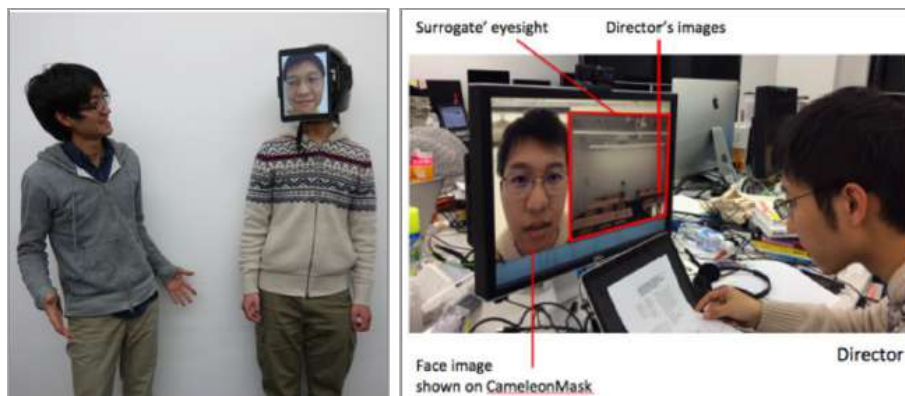 Surrogate' eyesight
Director's images
Director
Face image
shown on CameleonMask